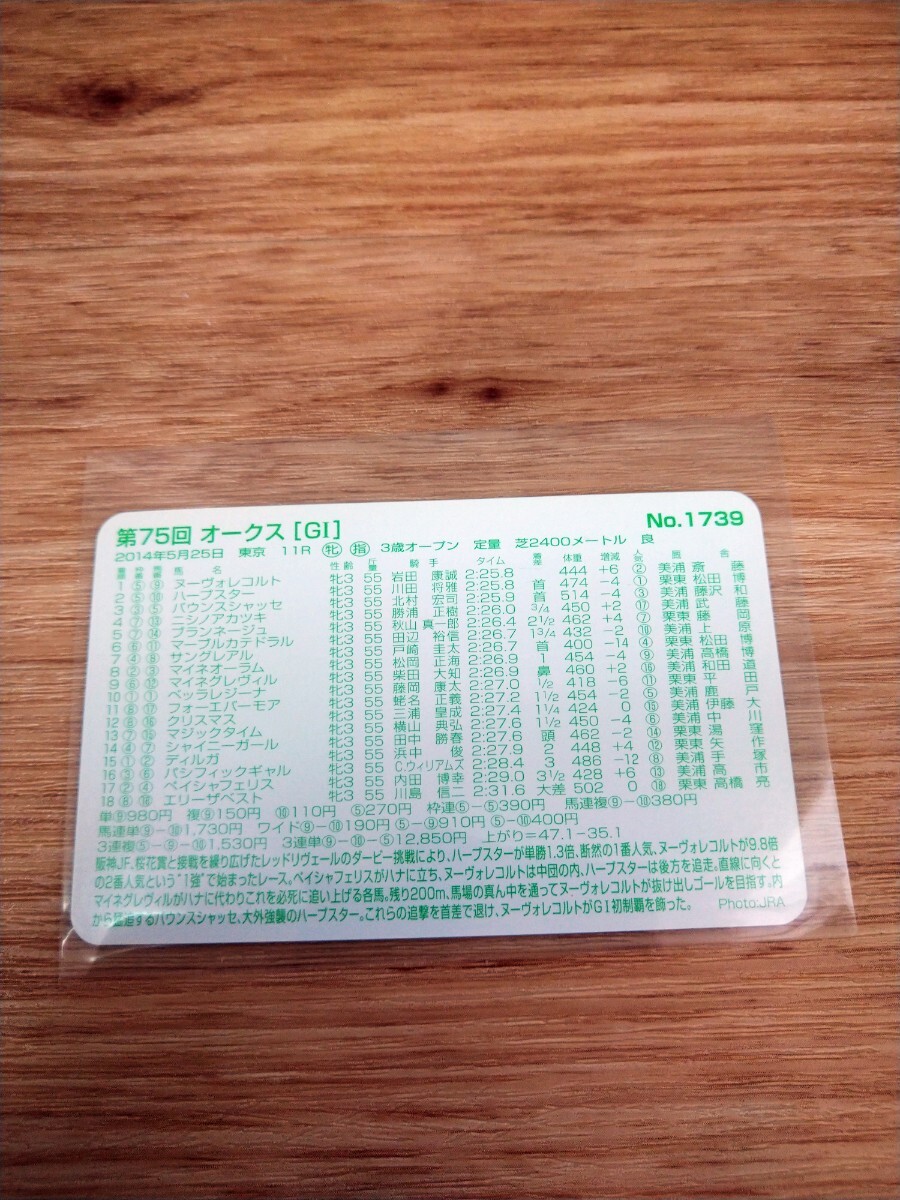 第75回 オークス [GI] No.1739
2014年5月25日 東京 11R ㊛ 指 3歳オープン 定量 芝2400メートル 良
着順 枠番 馬番 馬名 性齢 斤量 騎手 タイム 着差 体重 増減 人気 厩舎
1 ⑤ ⑨ ヌーヴォレコルト 牝3 55 岩田 康誠 2:25.8 444 +6 ② 美浦 斎藤
2 ⑤ ⑩ ハープスター 牝3 55 川田 将雅 2:25.8 首 474 -4 ① 栗東 松田博
3 ③ ⑤ バウンスシャッセ 牝3 55 北村 宏司 2:25.9 首 514 -4 ③ 美浦 藤沢和
4 ⑦ ⑬ ニシノアカツキ 牝3 55 勝浦 正樹 2:26.0 3/4 450 +2 ⑰ 美浦 武藤
5 ⑦ ⑭ ブランネージュ 牝3 55 秋山 真一郎 2:26.4 2 1/2 462 +4 ⑦ 栗東 藤岡
6 ⑥ ⑪ マーブルカテドラル 牝3 55 田辺 裕信 2:26.7 1 3/4 432 -2 ⑩ 美浦 上原
7 ④ ⑧ サングレアル 牝3 55 戸崎 圭太 2:26.7 首 400 -14 ④ 栗東 松田博
8 ② ③ マイネオーラム 牝3 55 松岡 正海 2:26.9 1 454 -4 ⑨ 美浦 高橋博
9 ⑥ ⑫ マイネグレヴィル 牝3 55 柴田 大知 2:26.9 鼻 460 +2 ⑯ 美浦 和田道
10 ① ① ベッラレジーナ 牝3 55 藤岡 康太 2:27.0 1/2 418 -6 ⑪ 栗東 平田
11 ⑧ ⑰ フォーエバーモア 牝3 55 蛯名 正義 2:27.2 1 1/2 454 -2 ⑤ 美浦 鹿戸
12 ⑧ ⑯ クリスマス 牝3 55 三浦 皇成 2:27.4 1 1/4 424 0 ⑮ 美浦 伊藤大
13 ⑦ ⑮ マジックタイム 牝3 55 横山 典弘 2:27.6 1 1/2 450 -4 ⑥ 美浦 中川
14 ④ ⑦ シャイニーガール 牝3 55 田中 勝春 2:27.6 頭 462 -2 ⑭ 栗東 湯窪
15 ① ② ディルガ 牝3 55 浜中 俊 2:27.9 2 448 +4 ⑫ 栗東 矢作
16 ③ ⑥ パシフィックギャル 牝3 55 C.ウィリアムズ 2:28.4 3 486 -12 ⑧ 美浦 手塚
17 ② ④ ペイシャフェリス 牝3 55 内田 博幸 2:29.0 3 1/2 428 +6 ⑬ 美浦 高市
18 ⑧ ⑱ エリーザベスト 牝3 55 川島 信二 2:31.6 大差 502 0 ⑱ 栗東 高橋亮
単⑨980円 複⑨150円 ⑩110円 ⑤270円 枠連⑤-⑤390円 馬連複⑨-⑩380円
馬連単⑨-⑩1,730円 ワイド⑨-⑩190円 ⑤-⑨910円 ⑤-⑩400円
3連複⑤-⑨-⑩1,530円 3連単⑨-⑩-⑤12,850円 上がり=47.1-35.1
阪神JF、桜花賞と接戦を繰り広げたレッドリヴェールのダービー挑戦により、ハープスターが単勝1.3倍、断然の1番人気、ヌーヴォレコルトが9.8倍
の2番人気という"1強"で始まったレース。ペイシャフェリスがハナに立ち、ヌーヴォレコルトは中団の内、ハープスターは後方を追走。直線に向くと
マイネグレヴィルがハナに代わりこれを必死に追い上げる各馬。残り200m、馬場の真ん中を通ってヌーヴォレコルトが抜け出しゴールを目指す。内
から猛追するバウンスシャッセ、大外強襲のハープスター。これらの追撃を首差で退け、ヌーヴォレコルトがGI初制覇を飾った。 Photo:JRA